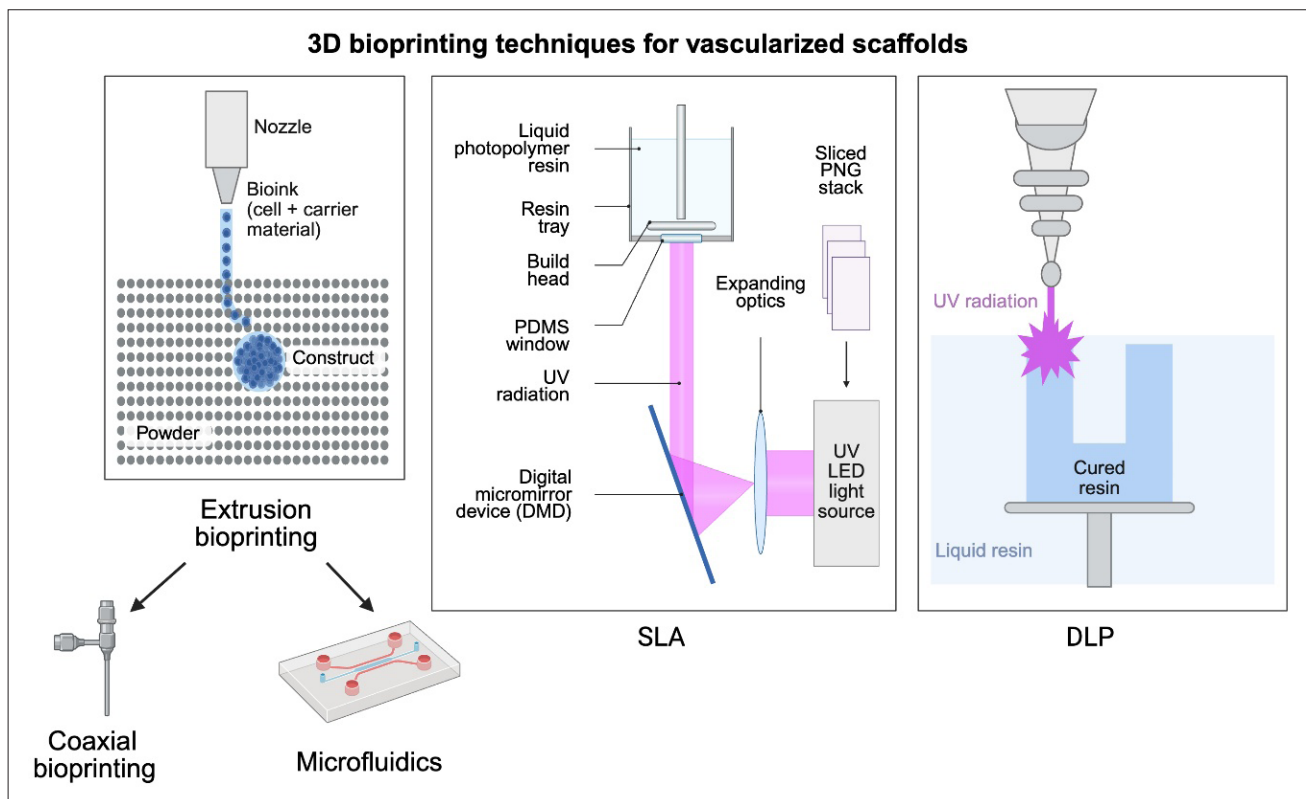 3D bioprinting techniques for vascularized scaffolds
Nozzle
Bioink
(cell + carrier
material)
Construct
Powder
Extrusion
bioprinting
Coaxial
bioprinting
Microfluidics
Liquid
photopolymer
resin
Resin
tray
Build
head
PDMS
window
UV
radiation
Digital
micromirror
device (DMD)
Expanding
optics
Sliced
PNG
stack
UV
LED
light
source
SLA
UV radiation
Cured
resin
Liquid resin
DLP